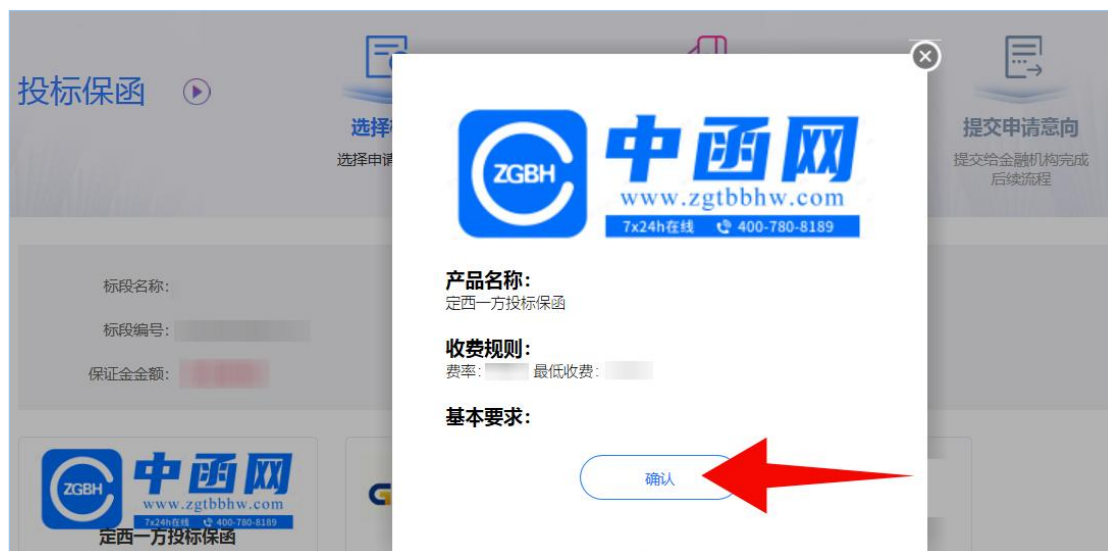 投标保函
选择
选择申请
提交申请意向
提交给金融机构完成
后续流程
ZGBH
中函网
www.zgtbbhw.com
7x24h在线 400-780-8189
标段名称:
标段编号:
保证金金额:
产品名称:
定西一方投标保函
收费规则:
费率: 最低收费:
基本要求:
确认
ZGBH
中函网
www.zgtbbhw.com
7x24h在线 400-780-8189
定西一方投标保函
G